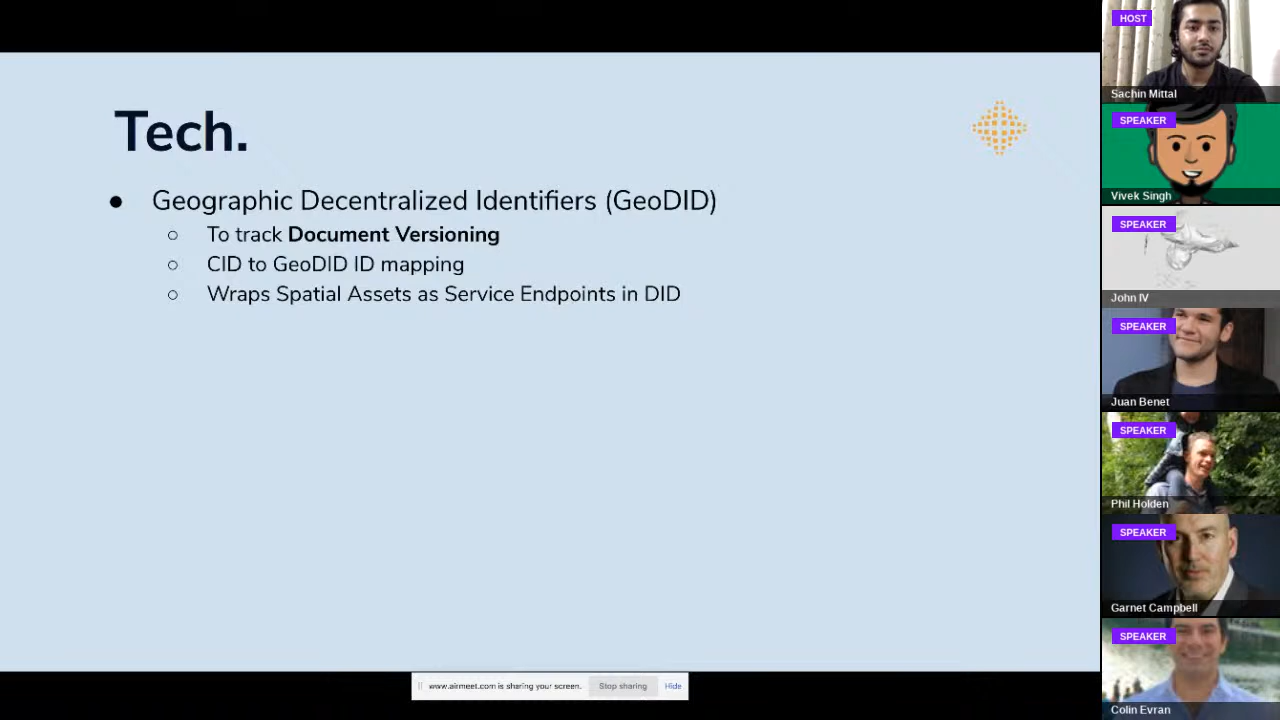 Tech.
● Geographic Decentralized Identifiers (GeoDID)
○ To track Document Versioning
○ CID to GeoDID ID mapping
○ Wraps Spatial Assets as Service Endpoints in DID
www.airmeet.com is sharing your screen. Stop sharing Hide
HOST
Sachin Mittal
SPEAKER
Vivek Singh
SPEAKER
John IV
SPEAKER
Juan Benet
SPEAKER
Phil Holden
SPEAKER
Garnet Campbell
SPEAKER
Colin Evran